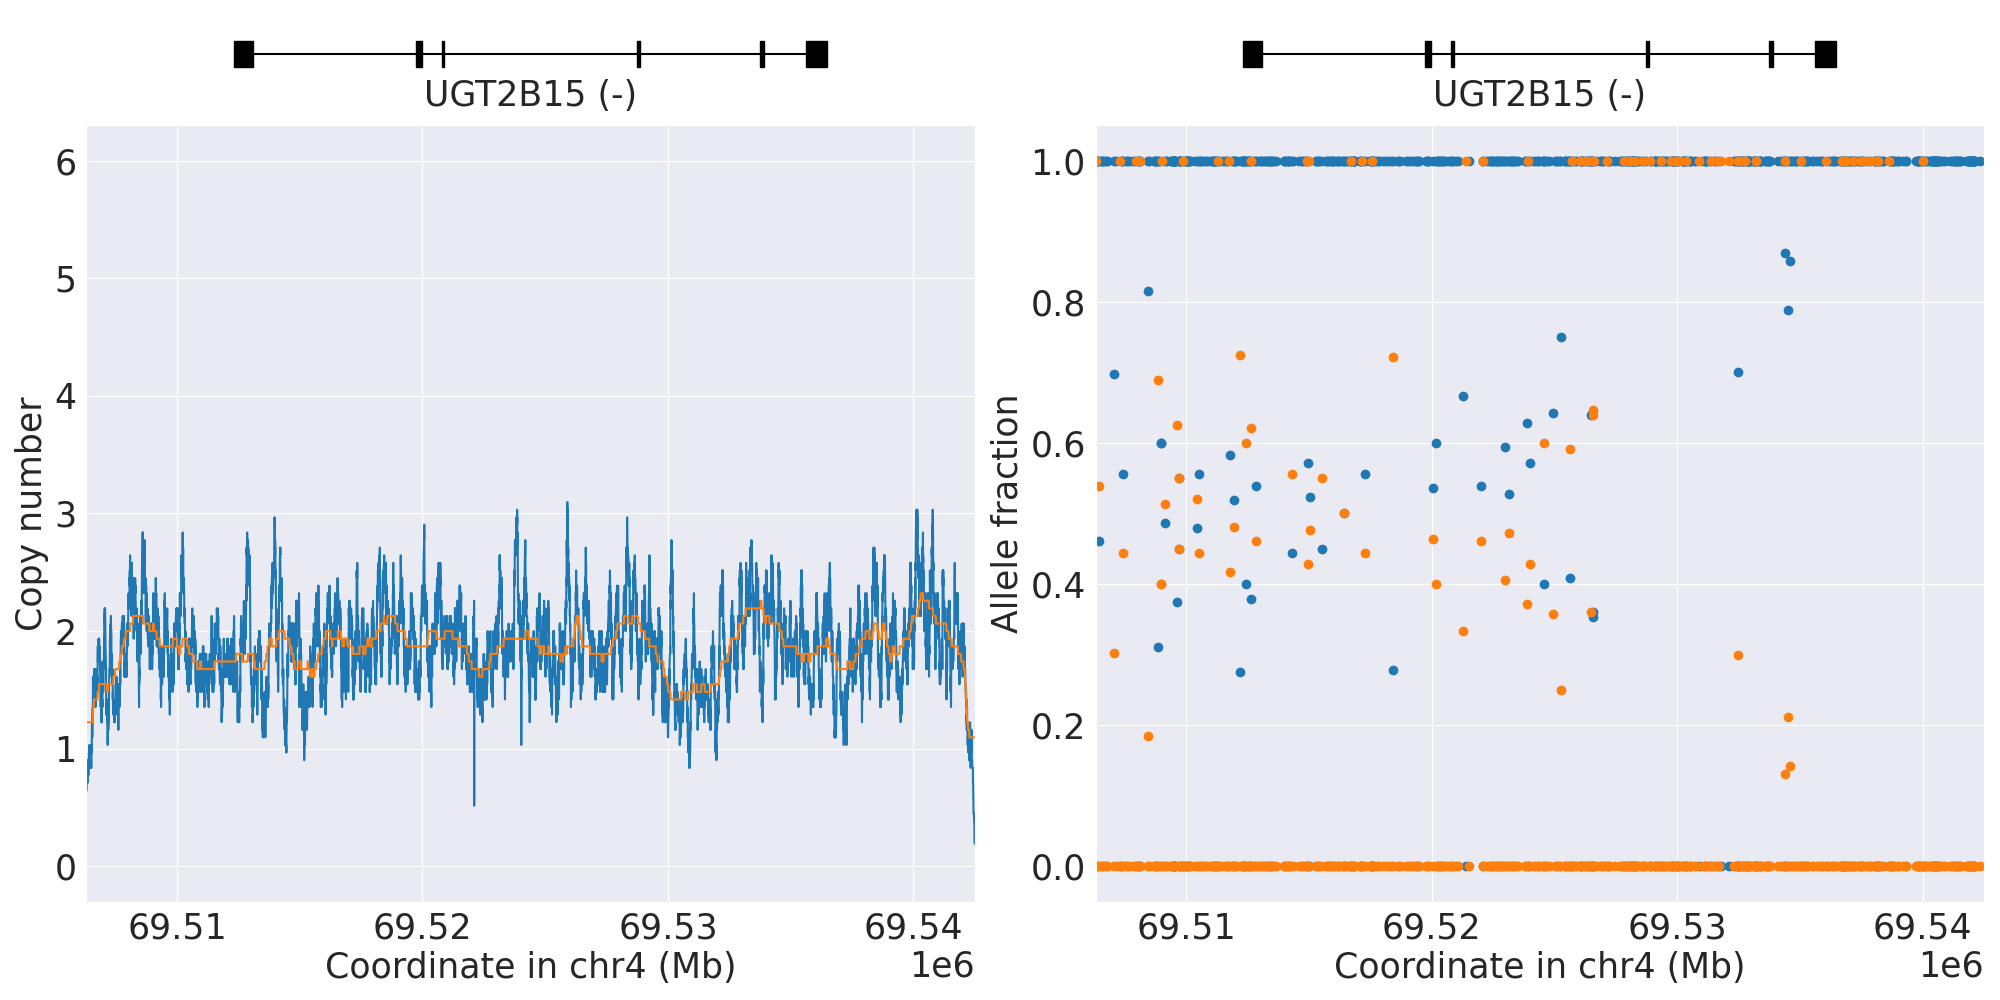 UGT2B15 (-)
6
5
4
3
2
1
0
Copy number
69.51 69.52 69.53 69.54
Coordinate in chr4 (Mb)
1e6
UGT2B15 (-)
1.0
0.8
0.6
0.4
0.2
0.0
Allele fraction
69.51 69.52 69.53 69.54
Coordinate in chr4 (Mb)
1e6